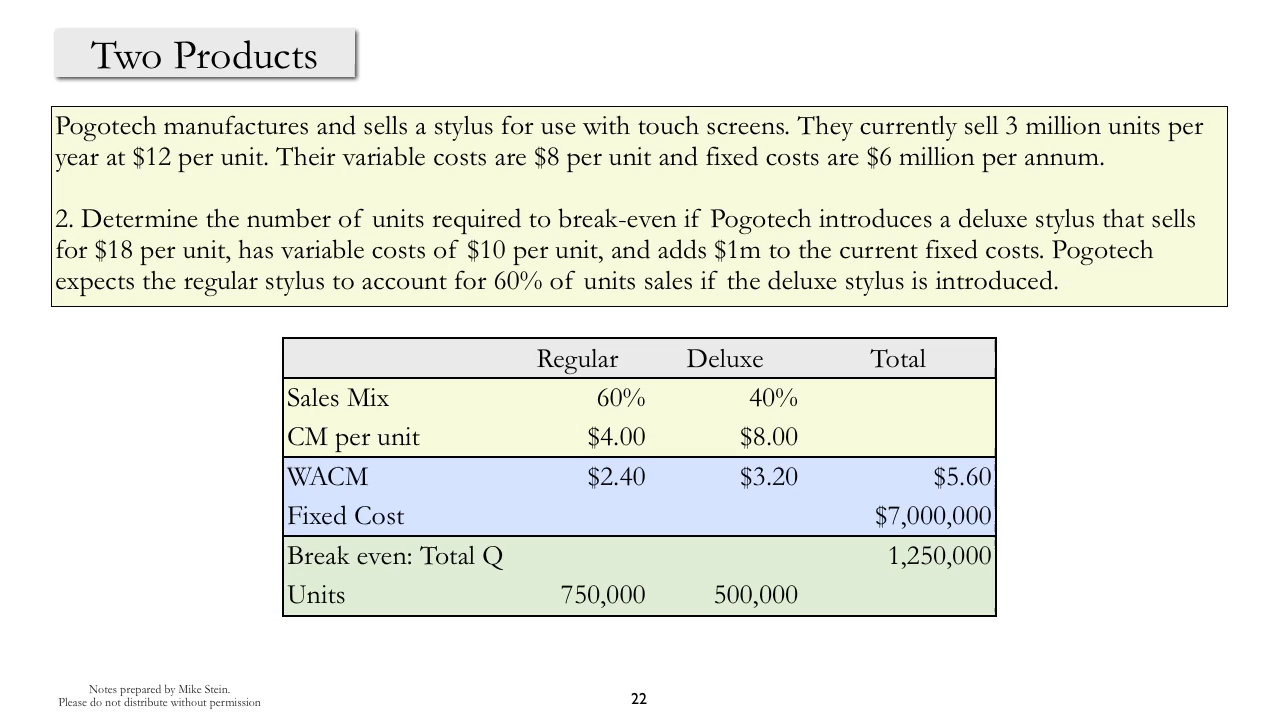 Two Products
Pogotech manufactures and sells a stylus for use with touch screens. They currently sell 3 million units per
year at $12 per unit. Their variable costs are $8 per unit and fixed costs are $6 million per annum.
2. Determine the number of units required to break-even if Pogotech introduces a deluxe stylus that sells
for $18 per unit, has variable costs of $10 per unit, and adds $1m to the current fixed costs. Pogotech
expects the regular stylus to account for 60% of units sales if the deluxe stylus is introduced.
Regular Deluxe Total
Sales Mix 60% 40%
CM per unit $4.00 $8.00
WACM $2.40 $3.20 $5.60
Fixed Cost $7,000,000
Break even: Total Q 1,250,000
Units 750,000 500,000
Notes prepared by Mike Stein.
Please do not distribute without permission
22